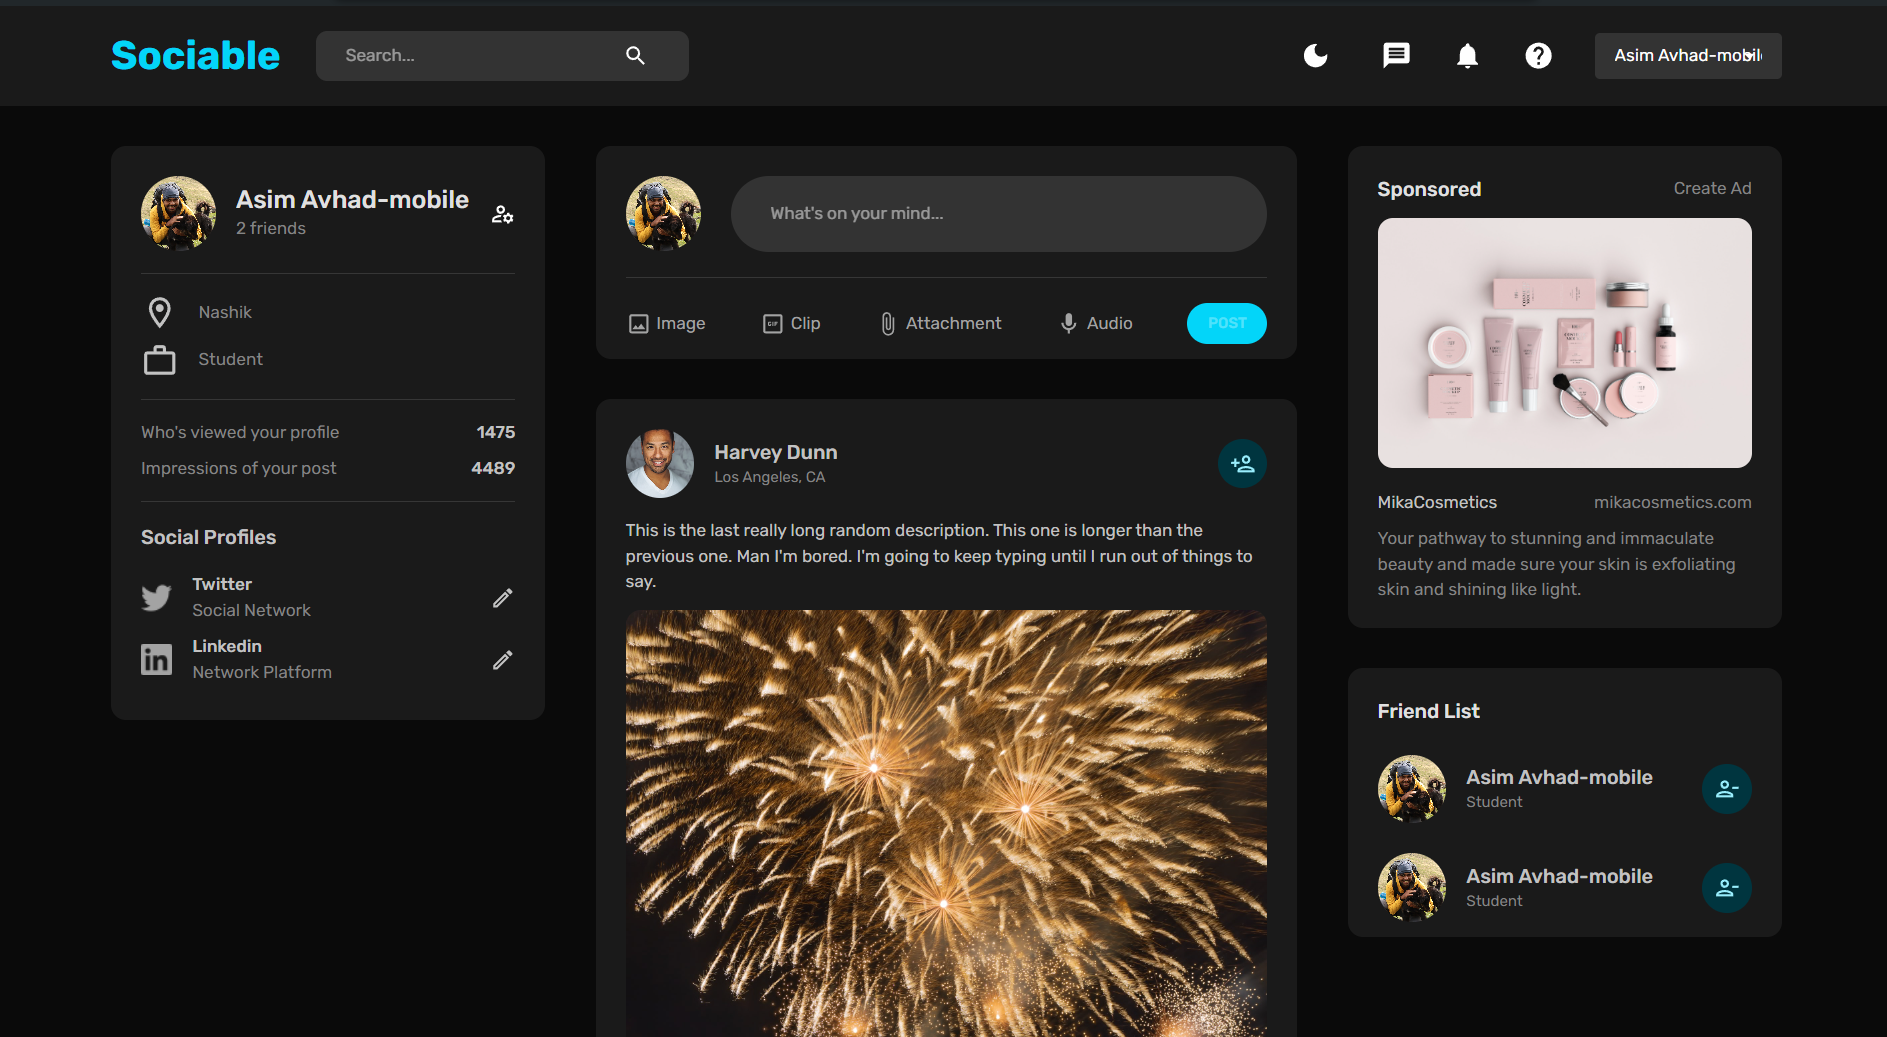 Sociable
Search...
Asim Avhad-mobil
Asim Avhad-mobile
2 friends
Nashik
Student
Who's viewed your profile 1475
Impressions of your post 4489
Social Profiles
Twitter
Social Network
Linkedin
Network Platform
What's on your mind...
Image Clip Attachment Audio POST
Harvey Dunn
Los Angeles, CA
This is the last really long random description. This one is longer than the
previous one. Man I'm bored. I'm going to keep typing until I run out of things to
say.
Sponsored Create Ad
MikaCosmetics mikacosmetics.com
Your pathway to stunning and immaculate
beauty and made sure your skin is exfoliating
skin and shining like light.
Friend List
Asim Avhad-mobile
Student
Asim Avhad-mobile
Student